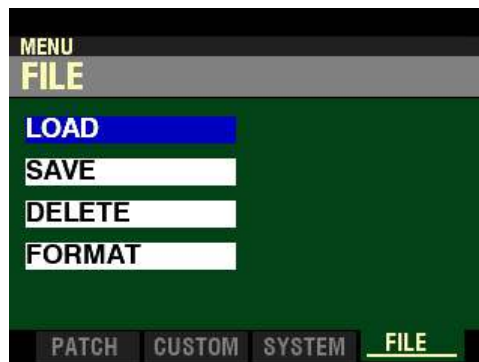 MENU
FILE
LOAD
SAVE
DELETE
FORMAT
PATCH CUSTOM SYSTEM FILE